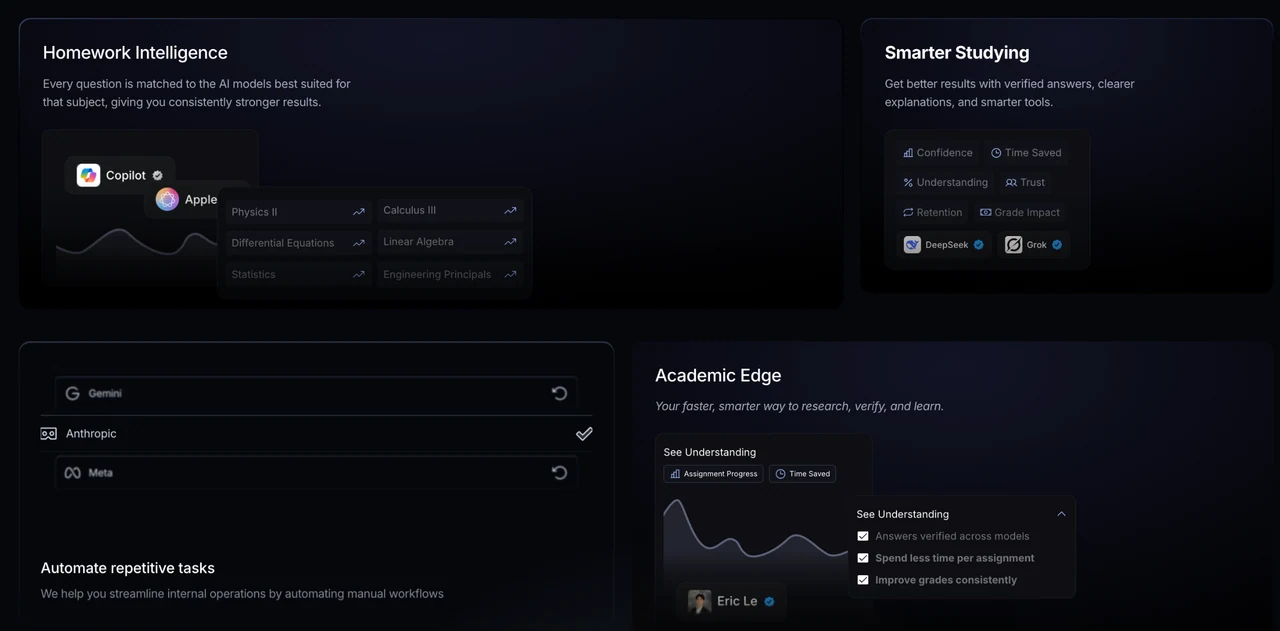 Homework Intelligence
Every question is matched to the AI models best suited for
that subject, giving you consistently stronger results.
Copilot
Apple
Physics II
Calculus III
Differential Equations
Linear Algebra
Statistics
Engineering Principals
Smarter Studying
Get better results with verified answers, clearer
explanations, and smarter tools.
Confidence
Time Saved
Understanding
Trust
Retention
Grade Impact
DeepSeek
Grok
Gemini
Anthropic
Meta
Automate repetitive tasks
We help you streamline internal operations by automating manual workflows
Academic Edge
Your faster, smarter way to research, verify, and learn.
See Understanding
Assignment Progress
Time Saved
See Understanding
Answers verified across models
Spend less time per assignment
Improve grades consistently
Eric Le